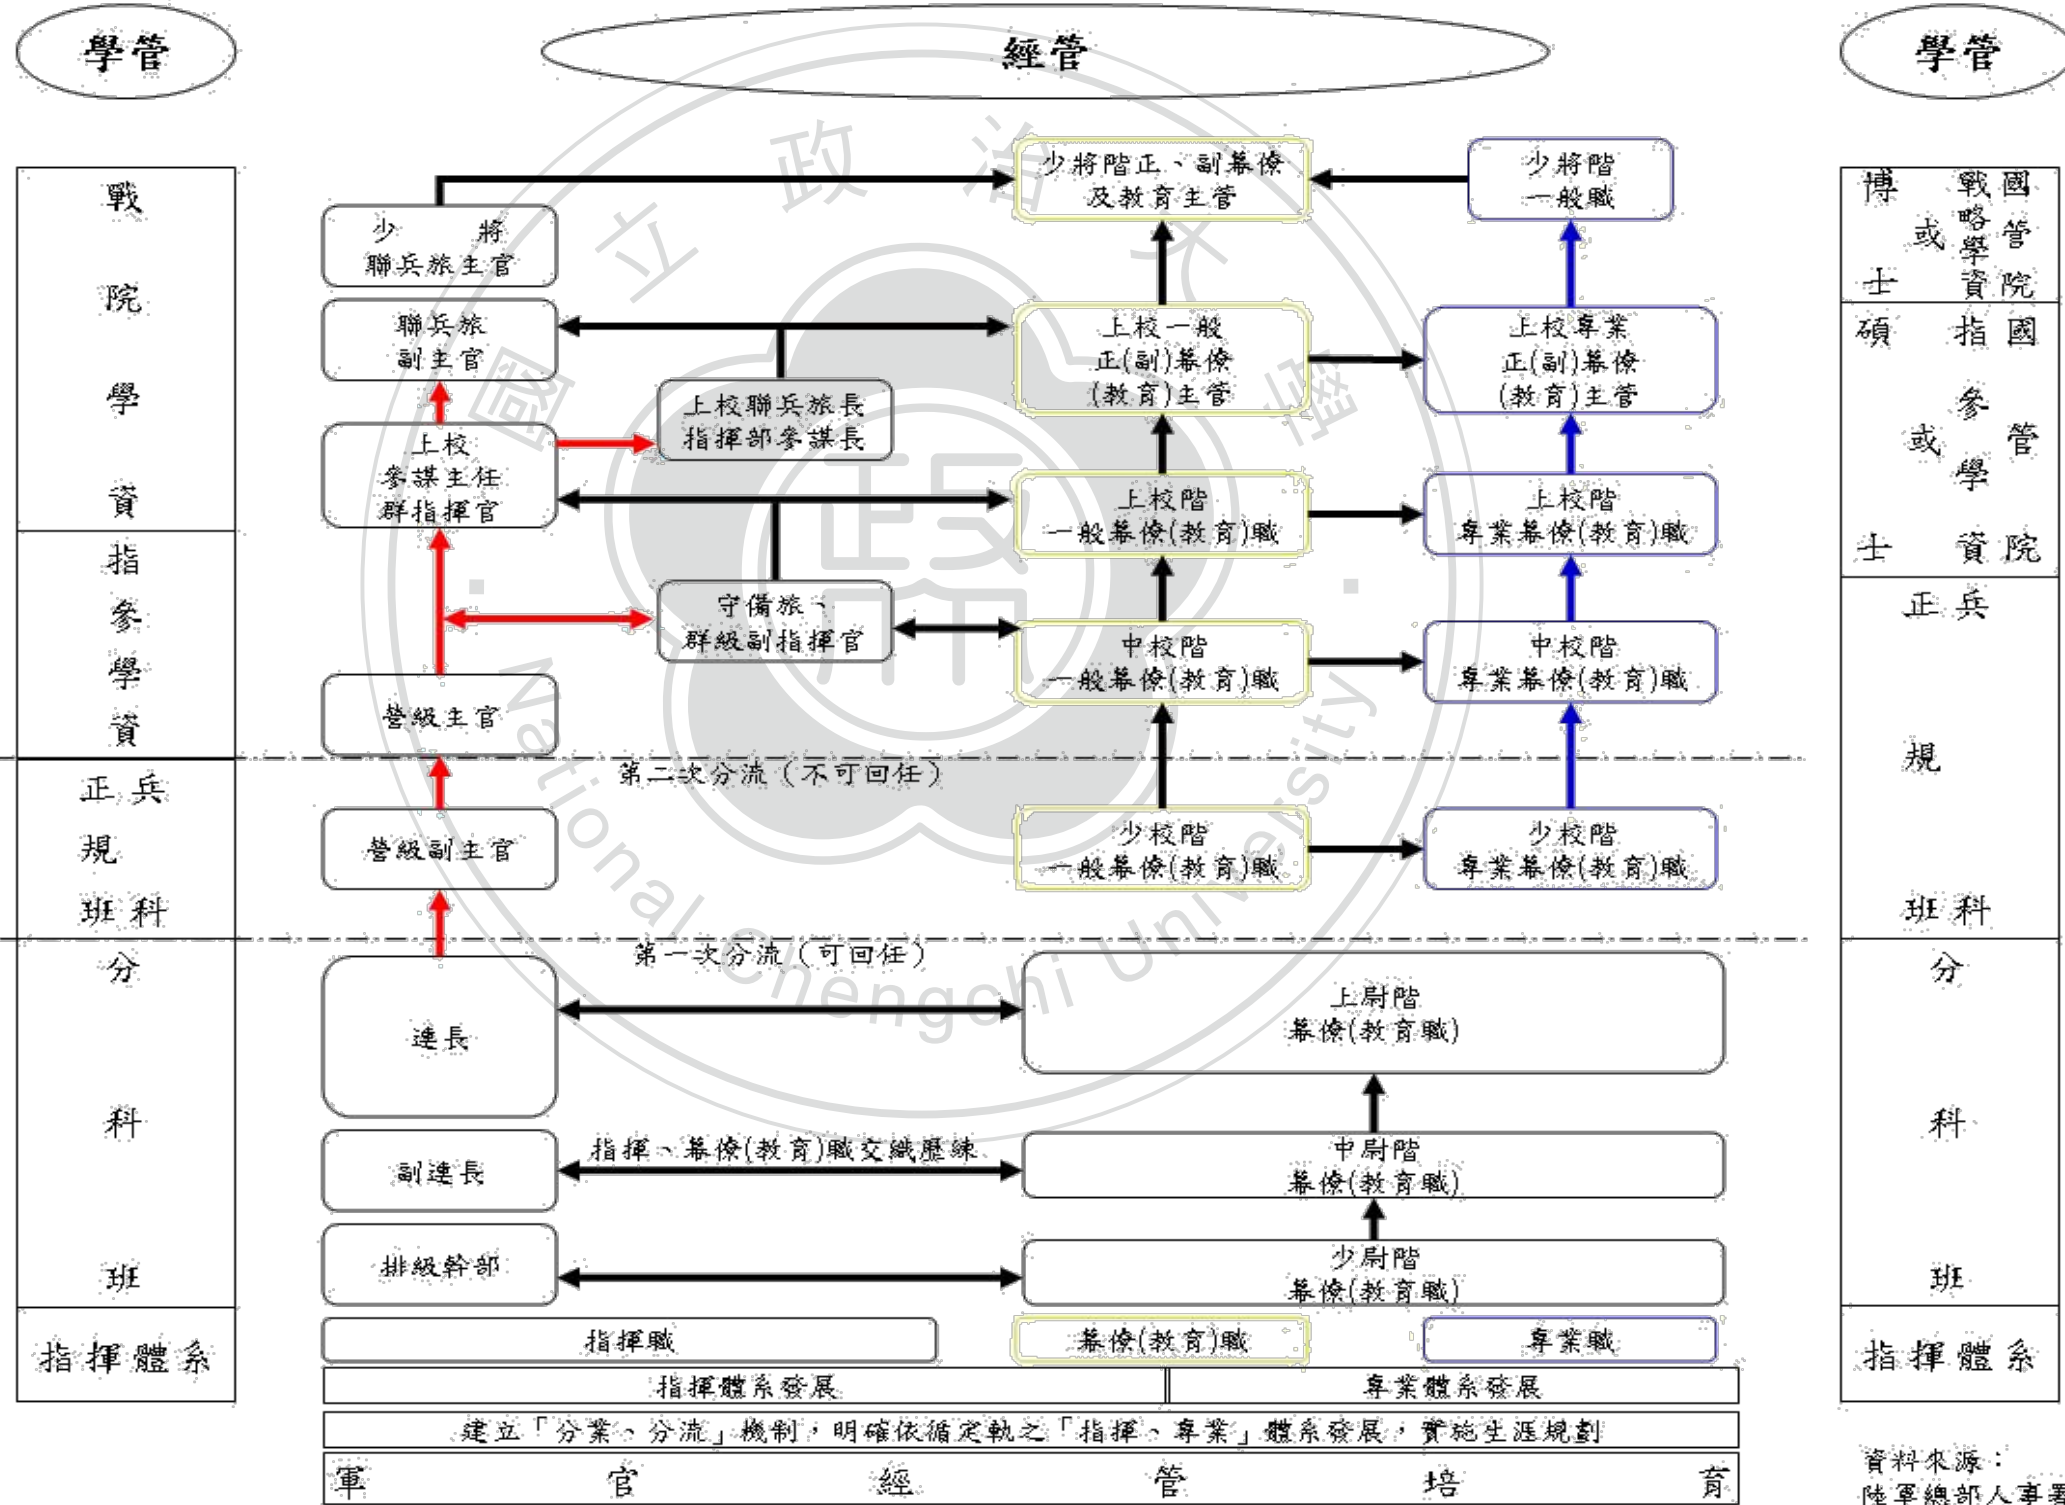 學管
經管
學管
戰院學資
指參學資
正規班
兵科
分科班
指揮體系
少將
聯兵旅主官
聯兵旅
副主官
上校
參謀主任
群指揮官
營級主官
營級副主官
連長
副連長
排級幹部
上校聯兵旅長
指揮部參謀長
守備旅、
群級副指揮官
少將階正、副幕僚
及教育主管
少將階
一般職
上校一般
正(副)幕僚
(教育)主管
上校專業
正(副)幕僚
(教育)主管
上校階
一般幕僚(教育)職
上校階
專業幕僚(教育)職
中校階
一般幕僚(教育)職
中校階
專業幕僚(教育)職
第二次分流（不可回任）
少校階
一般幕僚(教育)職
少校階
專業幕僚(教育)職
第一次分流（可回任）
上尉階
幕僚(教育職)
指揮、幕僚(教育)職交織歷練
中尉階
幕僚(教育職)
少尉階
幕僚(教育職)
指揮職
幕僚(教育)職
專業職
指揮體系發展
專業體系發展
建立「分業、分流」機制，明確依循定軌之「指揮、專業」體系發展，實施生涯規劃
軍官經管培育
博士
或
戰略學資
國管院
碩士
或
指參學資
國管院
正規班
兵科
分科班
指揮體系
資料來源：
陸軍總部人事署
國立政治大學
National Chengchi University